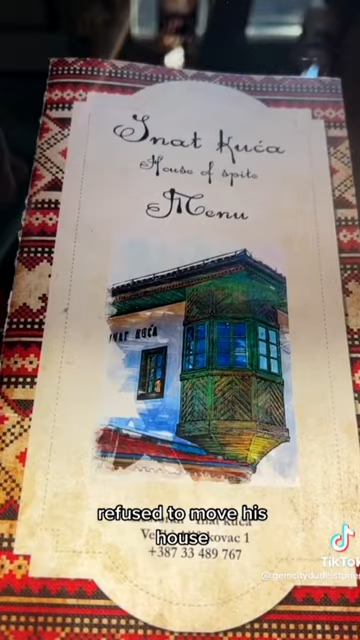 Inat kuća
House of spite
Menu
INAT KUĆA
refused to move his
house
+387 33 489 767
TikTok